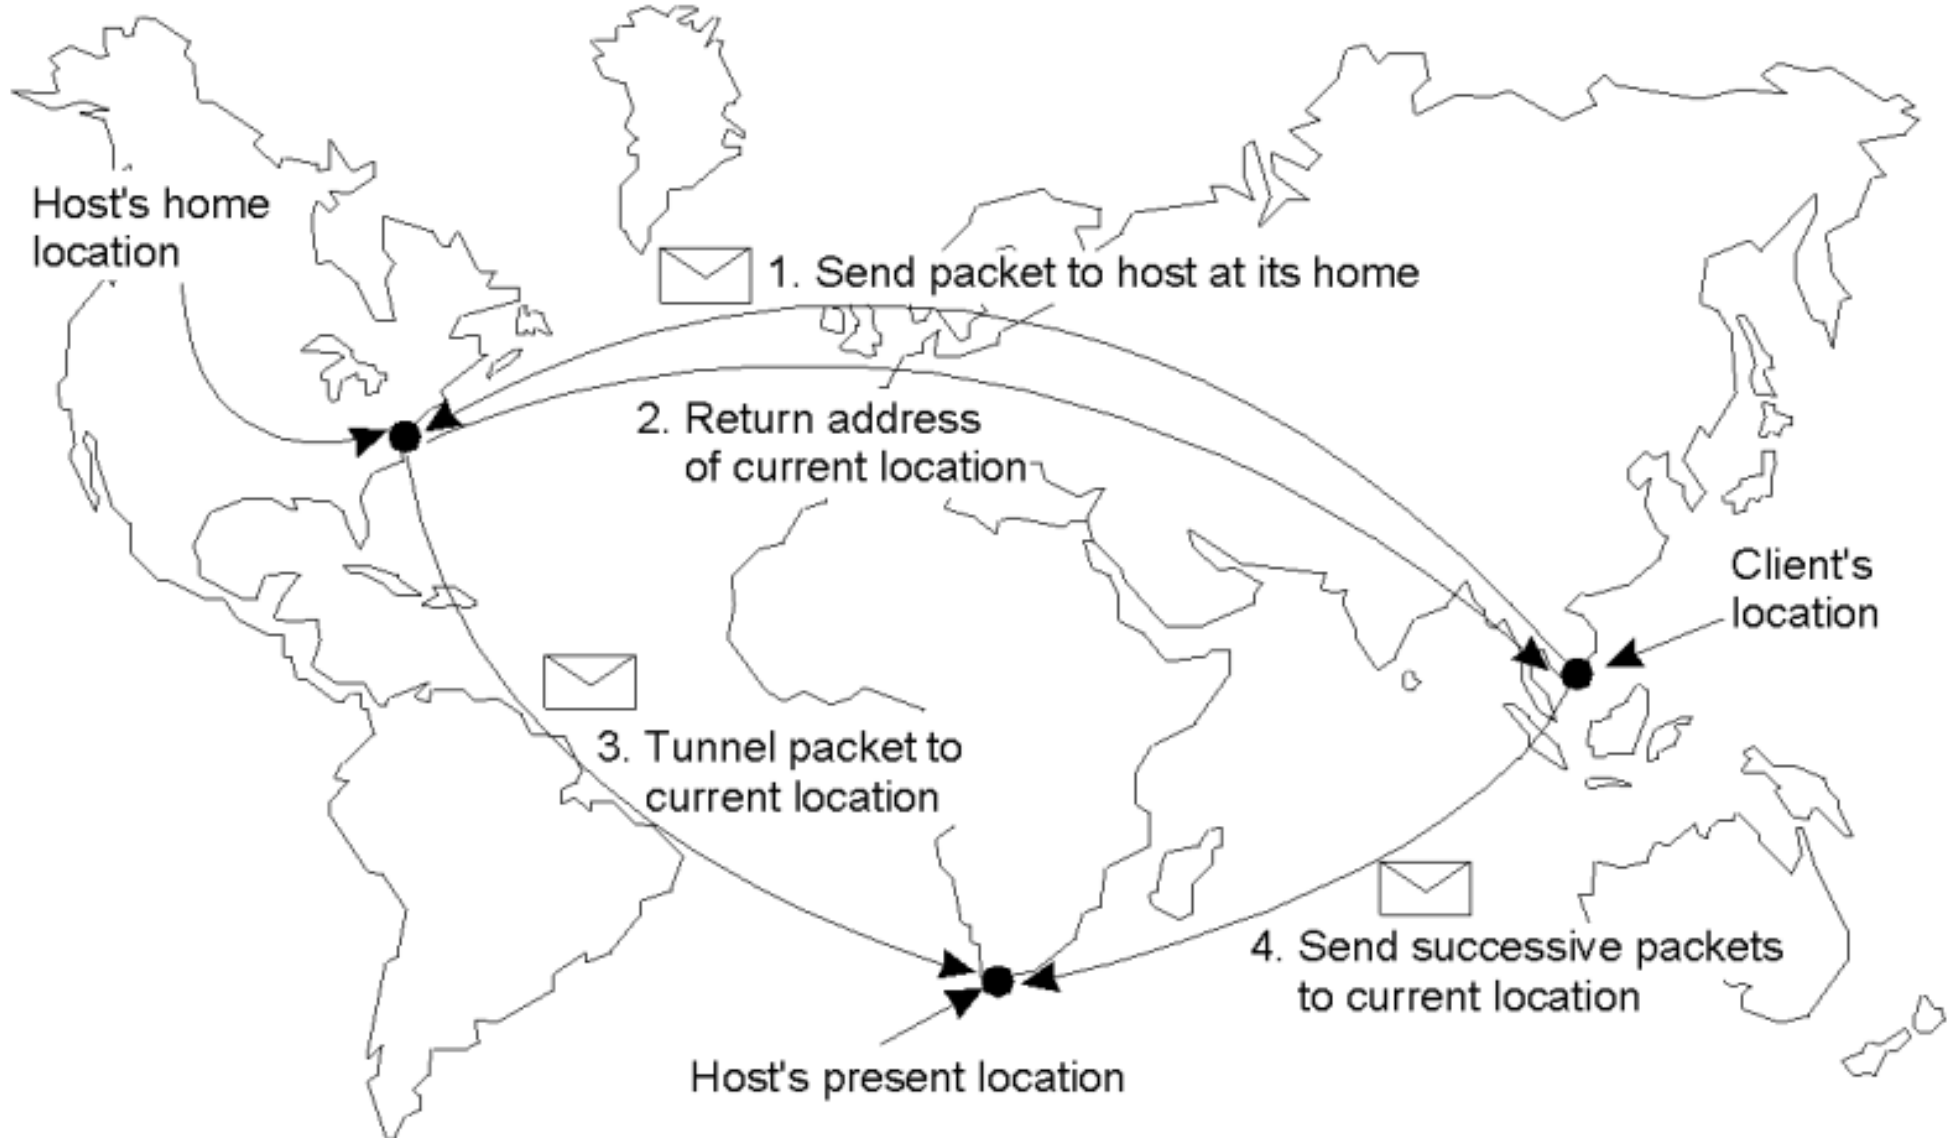 Host's home
location
1. Send packet to host at its home
2. Return address
of current location
Client's
location
3. Tunnel packet to
current location
4. Send successive packets
to current location
Host's present location